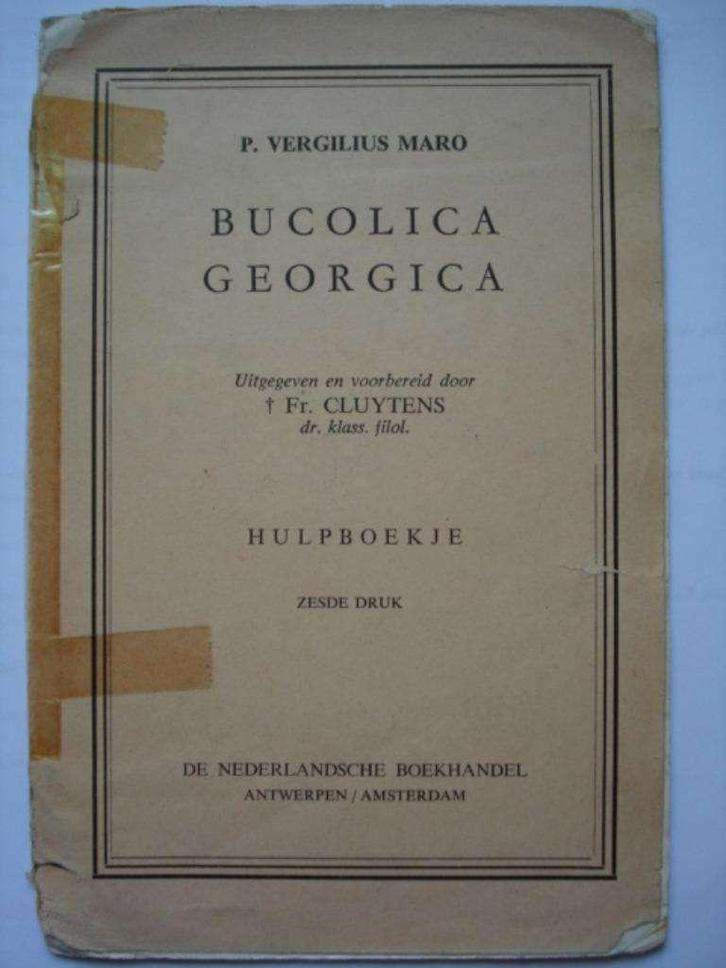 P. VERGILIUS MARO
BUCOLICA
GEORGICA
Uitgegeven en voorbereid door
† Fr. CLUYTENS
dr. klass. filol.
HULPBOEKJE
ZESDE DRUK
DE NEDERLANDSCHE BOEKHANDEL
ANTWERPEN / AMSTERDAM